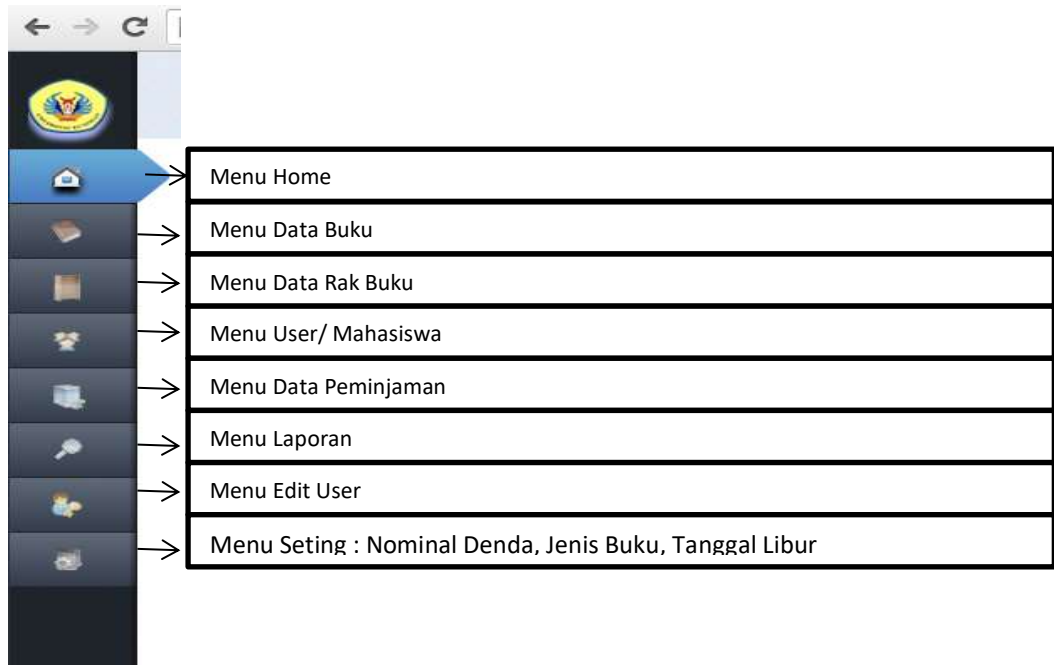 Menu Home
Menu Data Buku
Menu Data Rak Buku
Menu User/ Mahasiswa
Menu Data Peminjaman
Menu Laporan
Menu Edit User
Menu Seting : Nominal Denda, Jenis Buku, Tanggal Libur